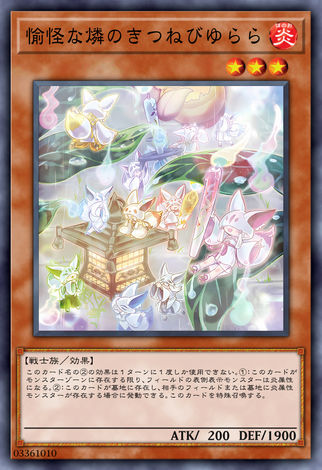 愉怪な燐のきつねびゆらら
炎
【戦士族／効果】
このカード名の②の効果は１ターンに１度しか使用できない。①：このカードが
モンスターゾーンに存在する限り、フィールドの表側表示モンスターは炎属性
になる。②：このカードが墓地に存在し、相手のフィールドまたは墓地に炎属性
モンスターが存在する場合に発動できる。このカードを特殊召喚する。
ATK/ 200 DEF/1900
03361010